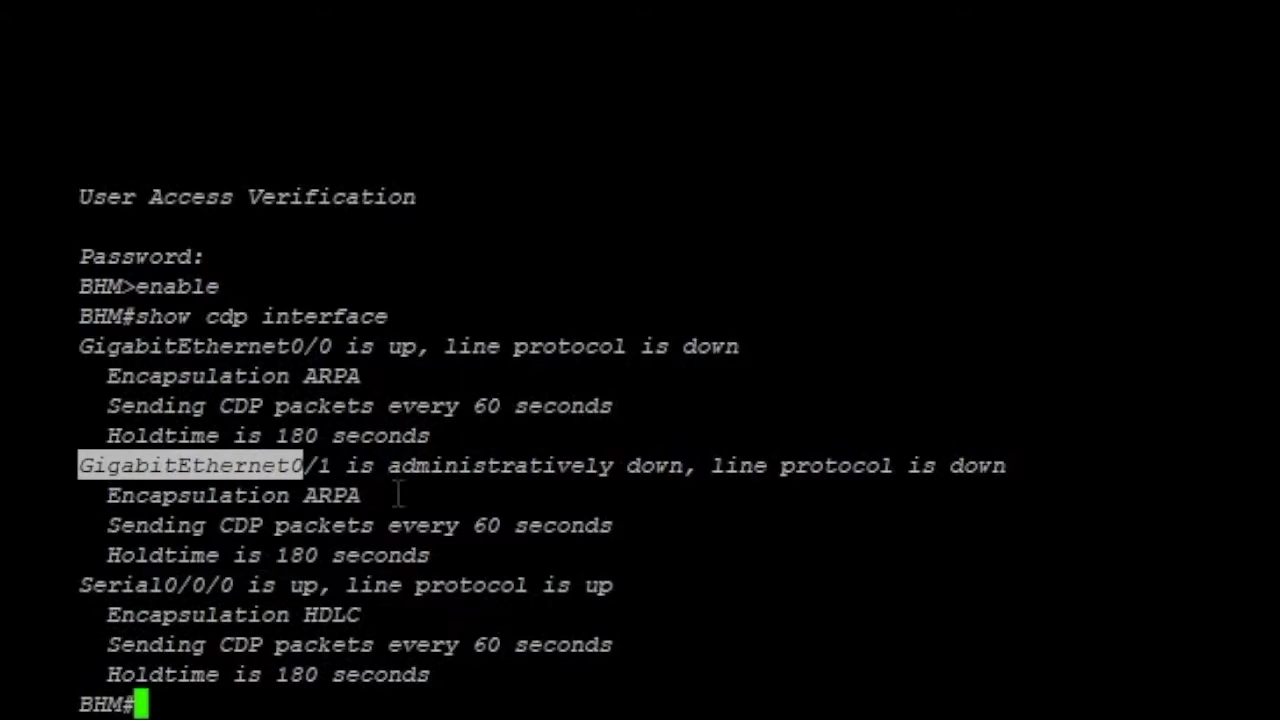 User Access Verification
Password:
BHM>enable
BHM#show cdp interface
GigabitEthernet0/0 is up, line protocol is down
Encapsulation ARPA
Sending CDP packets every 60 seconds
Holdtime is 180 seconds
GigabitEthernet0/1 is administratively down, line protocol is down
Encapsulation ARPA
Sending CDP packets every 60 seconds
Holdtime is 180 seconds
Serial0/0/0 is up, line protocol is up
Encapsulation HDLC
Sending CDP packets every 60 seconds
Holdtime is 180 seconds
BHM#